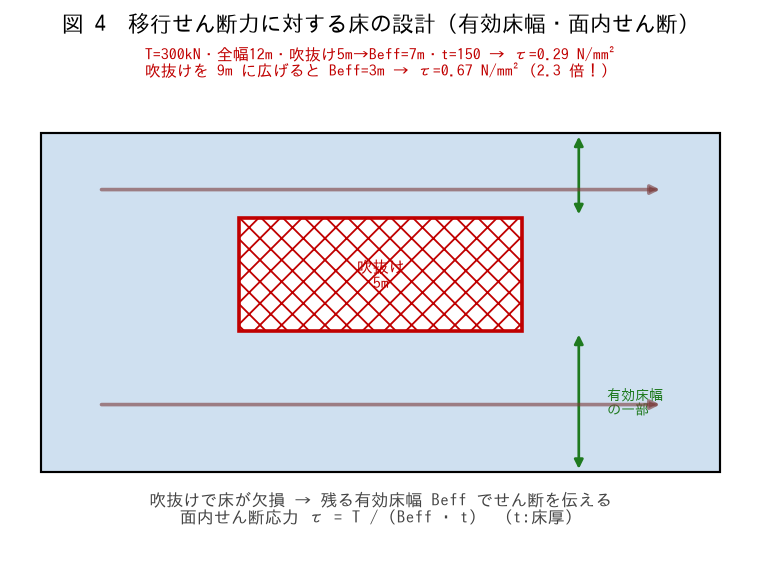 図 4　移行せん断力に対する床の設計（有効床幅・面内せん断）
T=300kN・全幅12m・吹抜け5m→Beff=7m・t=150 → τ=0.29 N/mm²
吹抜けを 9m に広げると Beff=3m → τ=0.67 N/mm²（2.3 倍！）
吹抜け
5m
有効床幅
の一部
吹抜けで床が欠損 → 残る有効床幅 Beff でせん断を伝える
面内せん断応力 τ = T /（Beff · t）　（t:床厚）